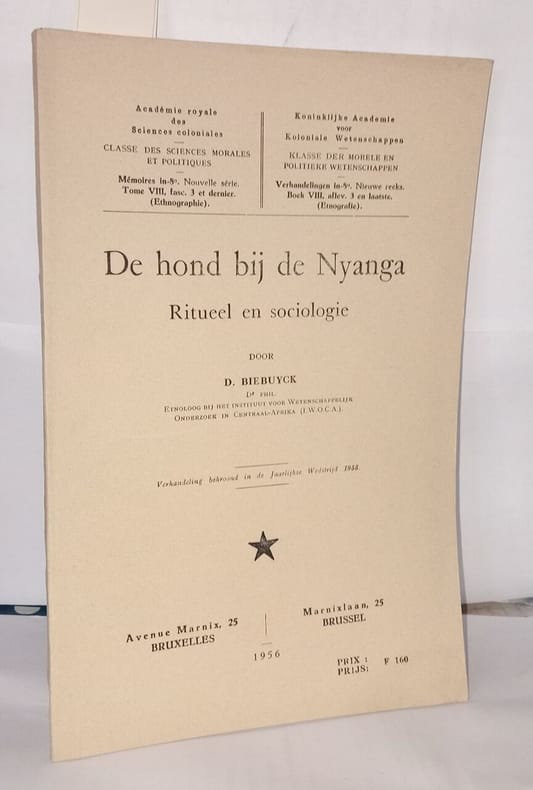 Académie royale
des
Sciences coloniales
CLASSE DES SCIENCES MORALES
ET POLITIQUES
Mémoires in-8º. Nouvelle série.
Tome VIII, fasc. 3 et dernier.
(Ethnographie).
Koninklijke Academie
voor
Koloniale Wetenschappen
KLASSE DER MORELE EN
POLITIEKE WETENSCHAPPEN
Verhandelingen in-8º. Nieuwe reeks.
Boek VIII, aflev. 3 en laatste.
(Etnografie).
De hond bij de Nyanga
Ritueel en sociologie
DOOR
D. BIEBUYCK
Dr PHIL.
ETNOLOOG BIJ HET INSTITUUT VOOR WETENSCHAPPELIJK
ONDERZOEK IN CENTRAAL-AFRIKA (I.W.O.C.A.).
Verhandeling bekroond in de Jaarlijkse Wedstrijd 1955.
Avenue Marnix, 25
BRUXELLES
Marnixlaan, 25
BRUSSEL
1956
PRIX :
PRIJS: F 160